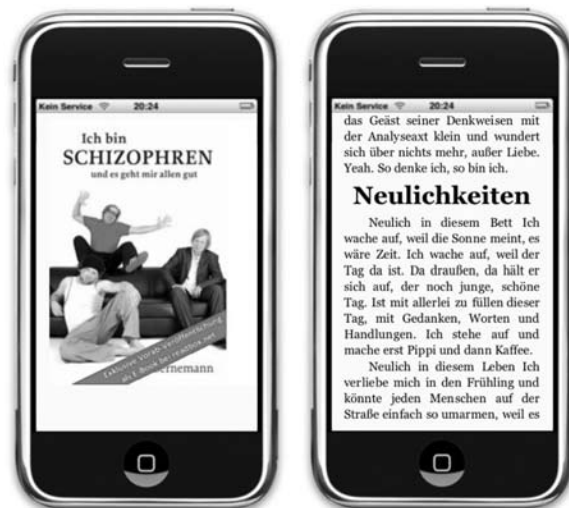 Kein Service 20:24
Ich bin
SCHIZOPHREN
und es geht mir allen gut
Exklusive Vorab-Veröffentlichung
als E-Book bei readbox.net
ernemann
Kein Service 20:24
das Geäst seiner Denkweisen mit
der Analyseaxt klein und wundert
sich über nichts mehr, außer Liebe.
Yeah. So denke ich, so bin ich.
Neulichkeiten
Neulich in diesem Bett Ich
wache auf, weil die Sonne meint, es
wäre Zeit. Ich wache auf, weil der
Tag da ist. Da draußen, da hält er
sich auf, der noch junge, schöne
Tag. Ist mit allerlei zu füllen dieser
Tag, mit Gedanken, Worten und
Handlungen. Ich stehe auf und
mache erst Pippi und dann Kaffee.
Neulich in diesem Leben Ich
verliebe mich in den Frühling und
könnte jeden Menschen auf der
Straße einfach so umarmen, weil es